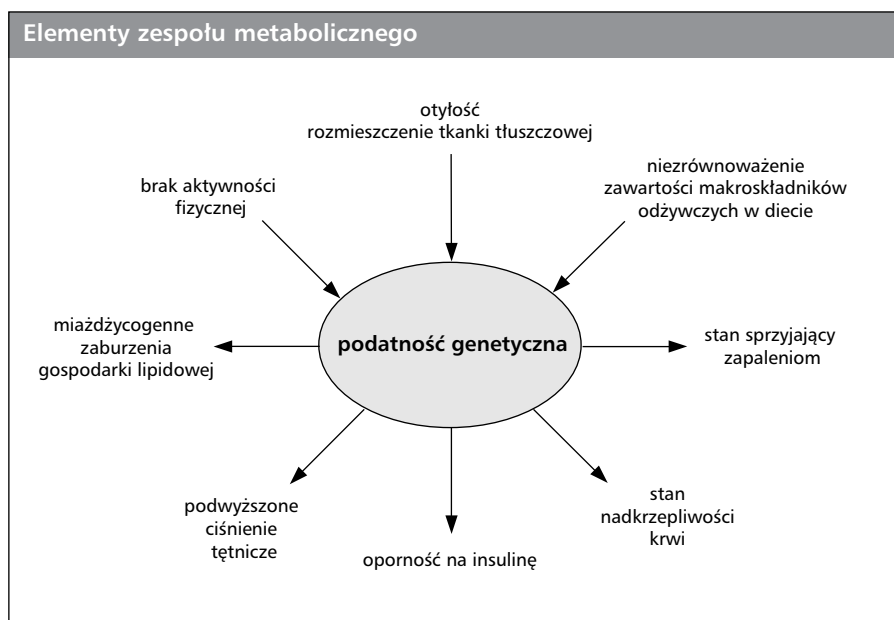 Elementy zespołu metabolicznego
otyłość
rozmieszczenie tkanki tłuszczowej
brak aktywności
fizycznej
niezrównoważenie
zawartości makroskładników
odżywczych w diecie
miażdżycogenne
zaburzenia
gospodarki lipidowej
podatność genetyczna
stan sprzyjający
zapaleniom
podwyższone
ciśnienie
tętnicze
oporność na insulinę
stan
nadkrzepliwości
krwi